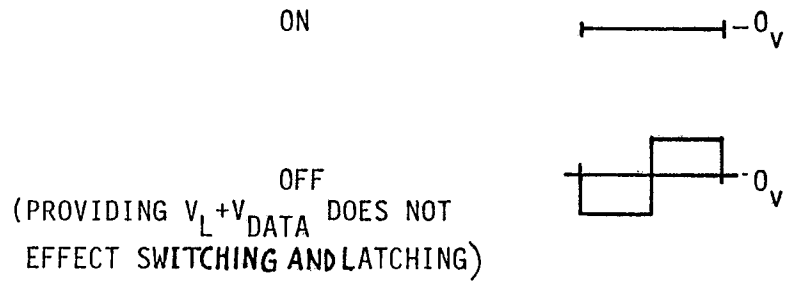 ON -0V
OFF -0V
(PROVIDING VL+VDATA DOES NOT
EFFECT SWITCHING AND LATCHING)